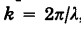 k = 2π/λ,